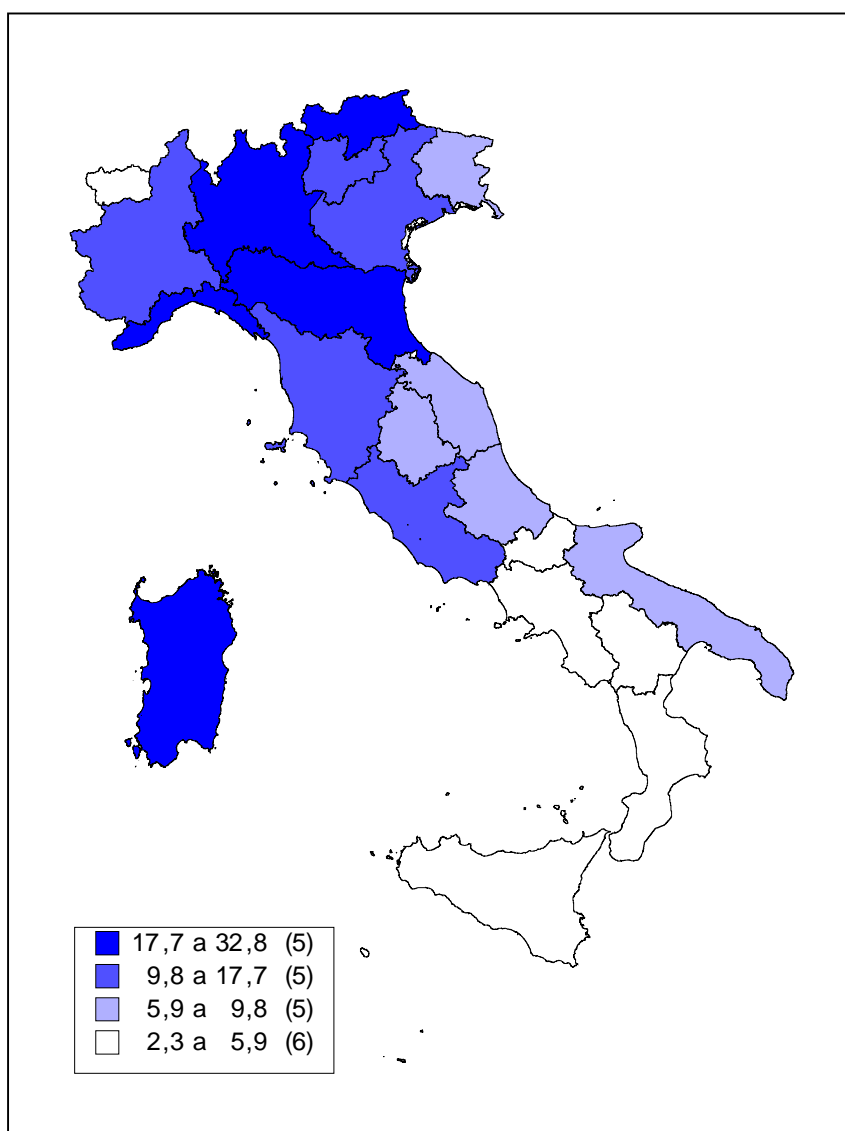 17,7 a 32,8 (5)
9,8 a 17,7 (5)
5,9 a 9,8 (5)
2,3 a 5,9 (6)